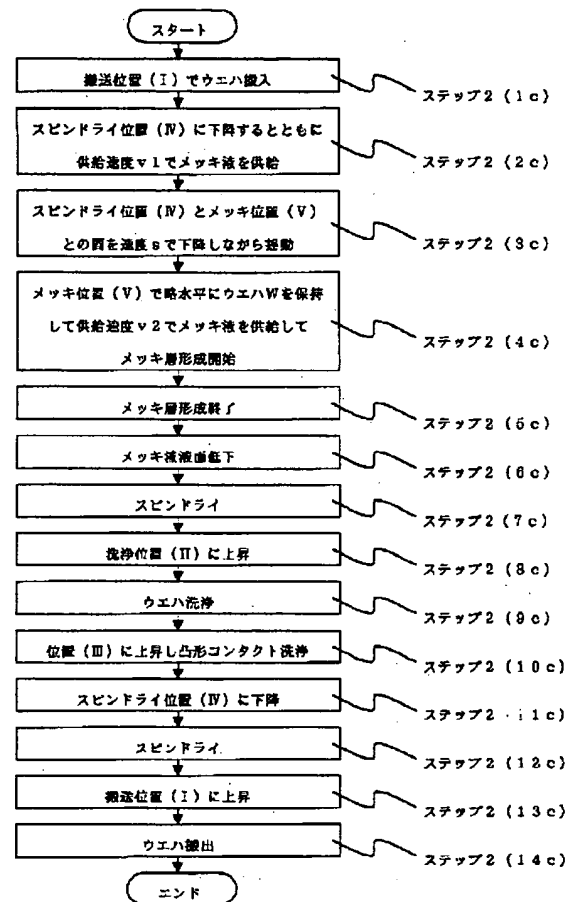 スタート
搬送位置(I)でウエハ搬入
ステップ2(1c)
スピンドライ位置(Ⅳ)に下降するとともに
供給速度v1でメッキ液を供給
ステップ2(2c)
スピンドライ位置(Ⅳ)とメッキ位置(V)
との間を速度sで下降しながら揺動
ステップ2(3c)
メッキ位置(V)で略水平にウエハWを保持
して供給速度v2でメッキ液を供給して
メッキ層形成開始
ステップ2(4c)
メッキ層形成終了
ステップ2(5c)
メッキ液液面低下
ステップ2(6c)
スピンドライ
ステップ2(7c)
洗浄位置(Ⅱ)に上昇
ステップ2(8c)
ウエハ洗浄
ステップ2(9c)
位置(Ⅲ)に上昇し凸形コンタクト洗浄
ステップ2(10c)
スピンドライ位置(Ⅳ)に下降
ステップ2 11c)
スピンドライ
ステップ2(12c)
搬送位置(I)に上昇
ステップ2(13c)
ウエハ搬出
ステップ2(14c)
エンド